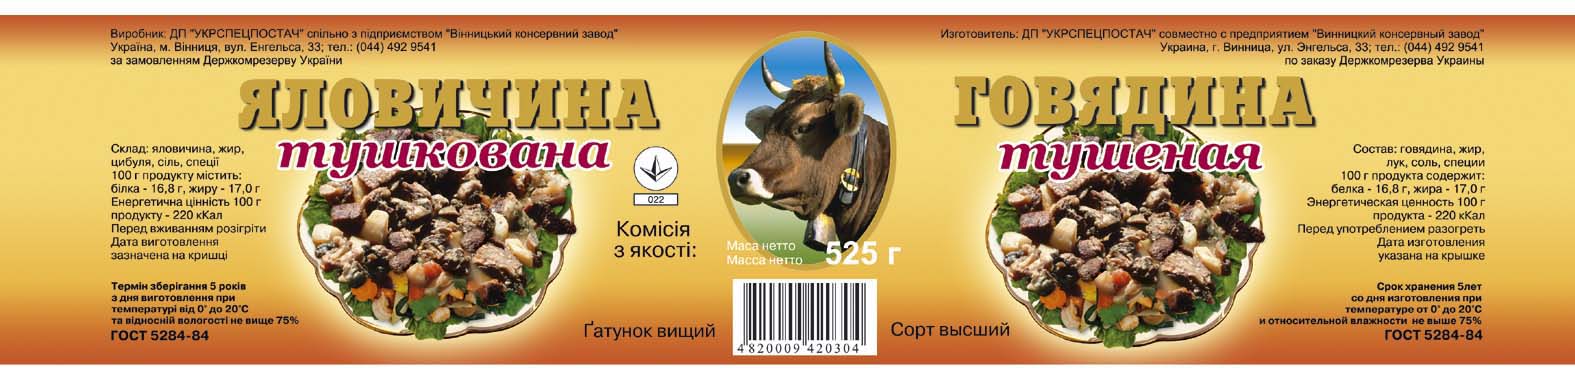 Виробник: ДП "УКРСПЕЦПОСТАЧ" спільно з підприємством "Вінницький консервний завод"
Україна, м. Вінниця, вул. Енгельса, 33; тел.: (044) 492 9541
за замовленням Держкомрезерву України
ЯЛОВИЧИНА
тушкована
Склад: яловичина, жир,
цибуля, сіль, спеції
100 г продукту містить:
білка - 16,8 г, жиру - 17,0 г
Енергетична цінність 100 г
продукту - 220 кКал
Перед вживанням розігріти
Дата виготовлення
зазначена на кришці
Термін зберігання 5 років
з дня виготовлення при
температурі від 0° до 20°С
та відносній вологості не вище 75%
ГОСТ 5284-84
022
Комісія
з якості:
Ґатунок вищий
Маса нетто
Масса нетто
525 г
4820009 420304
Изготовитель: ДП "УКРСПЕЦПОСТАЧ" совместно с предприятием "Винницкий консервный завод"
Украина, г. Винница, ул. Энгельса, 33; тел.: (044) 492 9541
по заказу Держкомрезерва Украины
ГОВЯДИНА
тушеная
Состав: говядина, жир,
лук, соль, специи
100 г продукта содержит:
белка - 16,8 г, жира - 17,0 г
Энергетическая ценность 100 г
продукта - 220 кКал
Перед употреблением разогреть
Дата изготовления
указана на крышке
Срок хранения 5лет
со дня изготовления при
температуре от 0° до 20°С
и относительной влажности не выше 75%
ГОСТ 5284-84
Сорт высший